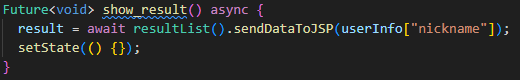 Future<void> show_result() async {
  result = await resultList().sendDataToJSP(userInfo["nickname"]);
  setState(() {});
}